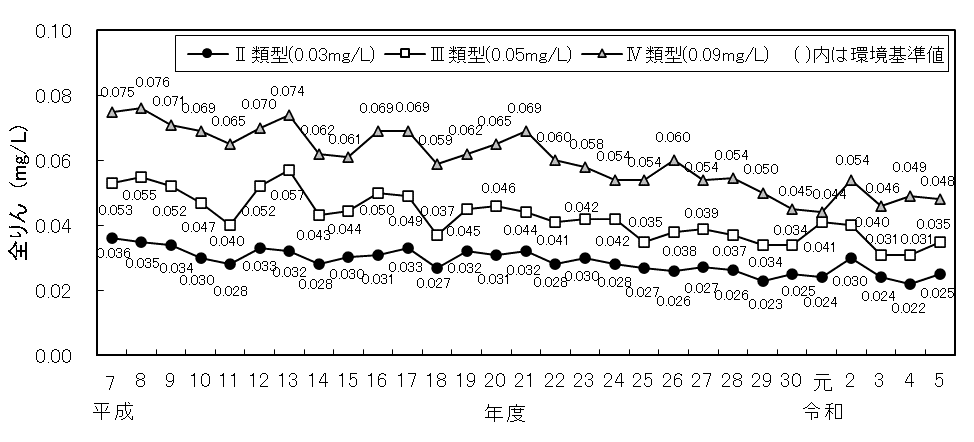 0.10
0.08
0.06
0.04
0.02
0.00
全りん (mg/L)
Ⅱ 類型(0.03mg/L) Ⅲ類型(0.05mg/L) Ⅳ 類型(0.09mg/L) ( )内は環境基準値
0.075 0.076 0.071 0.069 0.065 0.070 0.074 0.062 0.061 0.069 0.069 0.059 0.062 0.065 0.069 0.060 0.058 0.054 0.054 0.060 0.054 0.054 0.050 0.045 0.044 0.054 0.046 0.049 0.048
0.053 0.055 0.052 0.047 0.040 0.052 0.057 0.043 0.044 0.050 0.049 0.037 0.045 0.046 0.044 0.041 0.042 0.042 0.035 0.038 0.039 0.037 0.034 0.034 0.041 0.040 0.031 0.031 0.035
0.036 0.035 0.034 0.030 0.028 0.033 0.032 0.028 0.030 0.031 0.033 0.027 0.032 0.031 0.032 0.028 0.030 0.028 0.027 0.026 0.027 0.026 0.023 0.025 0.024 0.030 0.024 0.022 0.025
7 8 9 10 11 12 13 14 15 16 17 18 19 20 21 22 23 24 25 26 27 28 29 30 元 2 3 4 5
平成 年度 令和